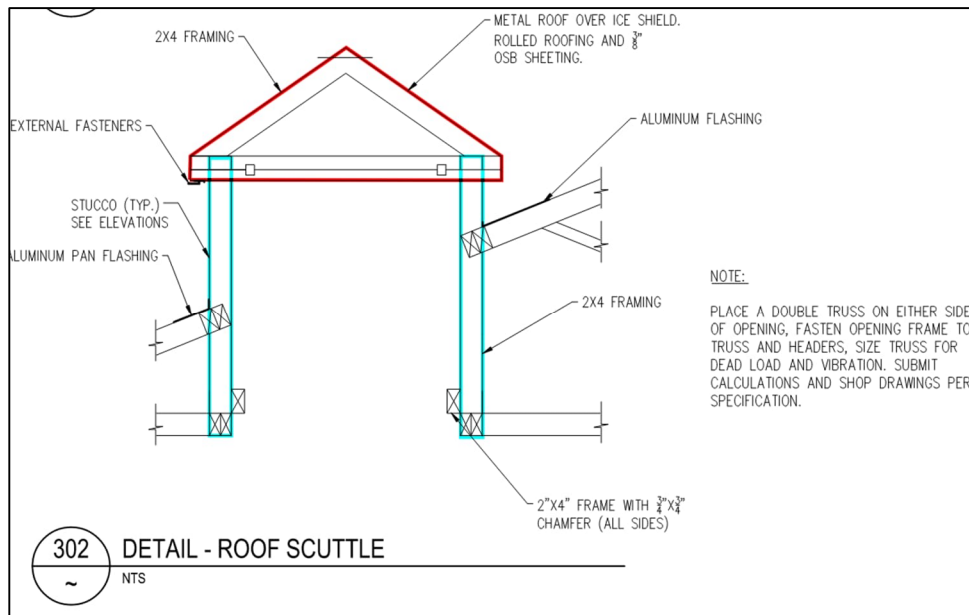 2X4 FRAMING
METAL ROOF OVER ICE SHIELD.
ROLLED ROOFING AND 3/8"
OSB SHEETING.
EXTERNAL FASTENERS
ALUMINUM FLASHING
STUCCO (TYP.)
SEE ELEVATIONS
ALUMINUM PAN FLASHING
2X4 FRAMING
NOTE:
PLACE A DOUBLE TRUSS ON EITHER SIDE
OF OPENING, FASTEN OPENING FRAME TO
TRUSS AND HEADERS, SIZE TRUSS FOR
DEAD LOAD AND VIBRATION. SUBMIT
CALCULATIONS AND SHOP DRAWINGS PER
SPECIFICATION.
2"X4" FRAME WITH 3/4"X3/4"
CHAMFER (ALL SIDES)
302
~
DETAIL - ROOF SCUTTLE
NTS